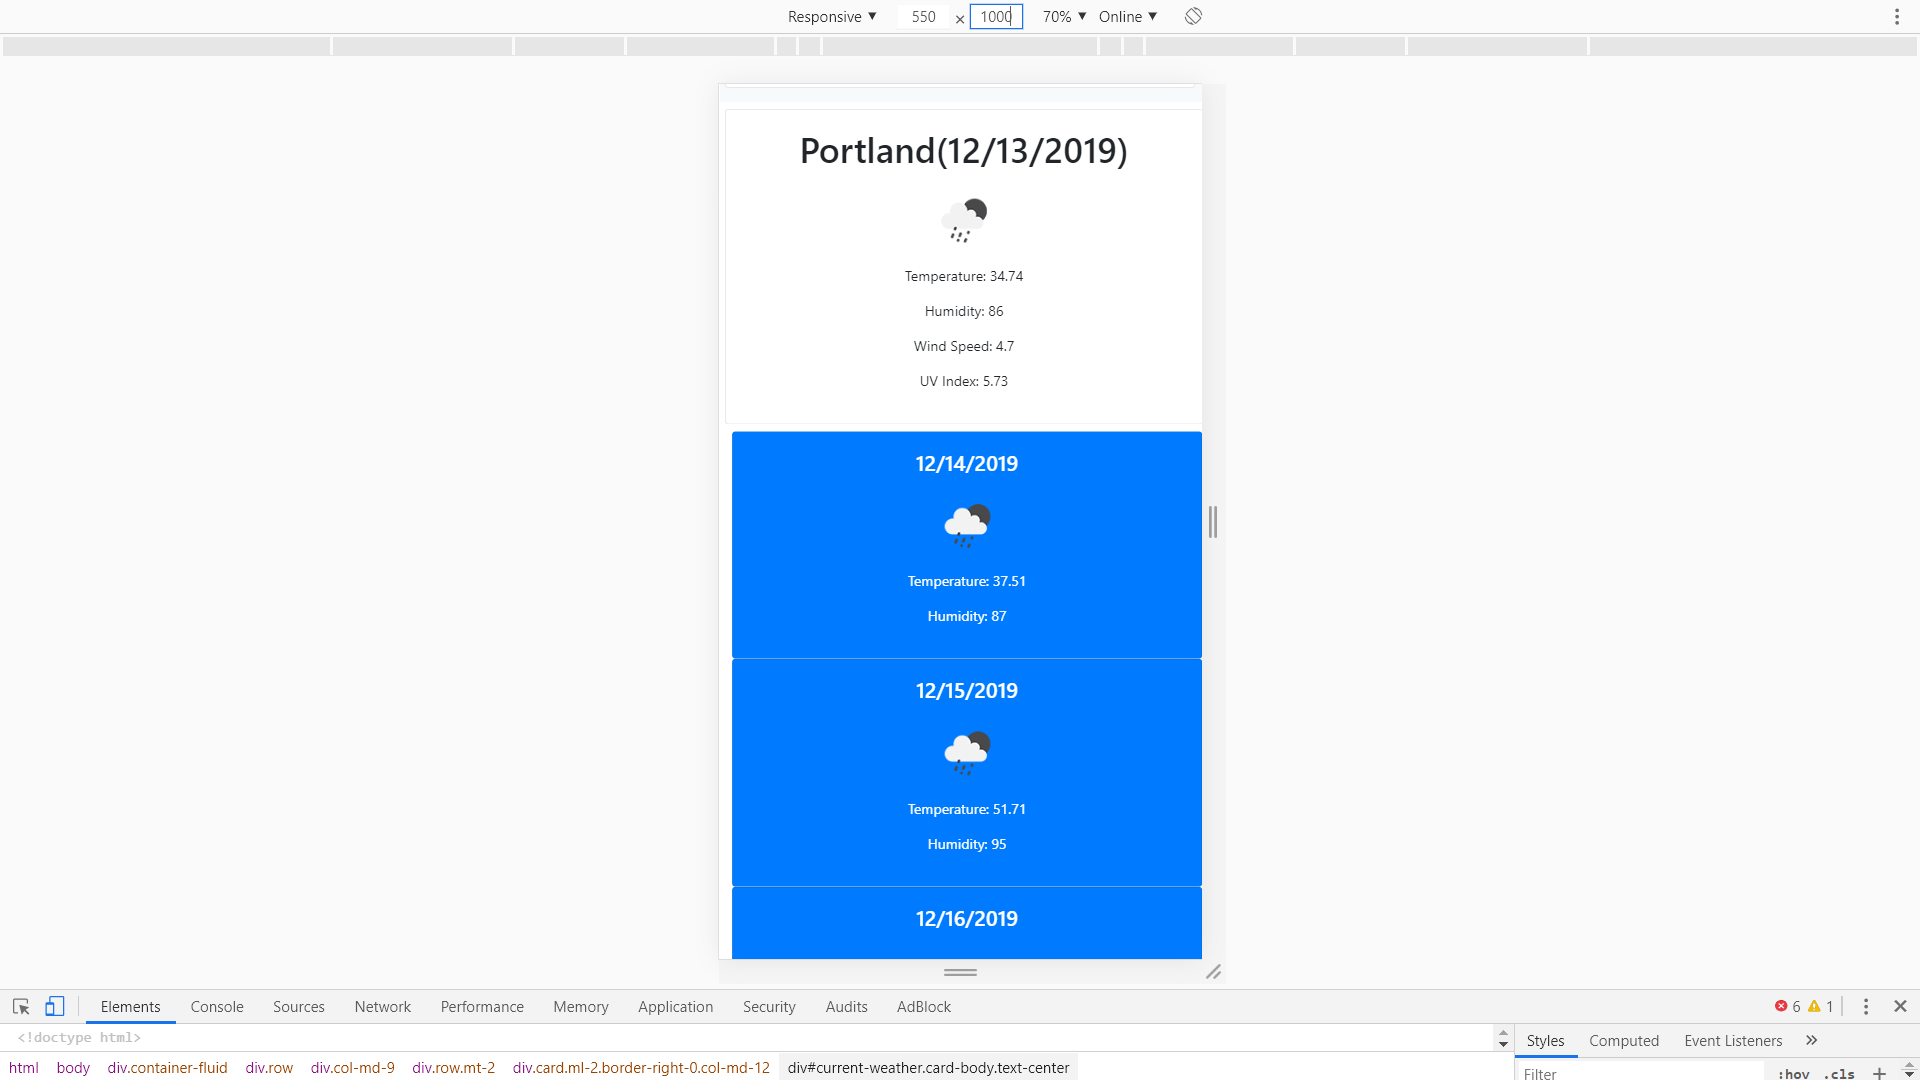 Responsive ▼ 550 × 1000 70% ▼ Online ▼
Portland(12/13/2019)
Temperature: 34.74
Humidity: 86
Wind Speed: 4.7
UV Index: 5.73
12/14/2019
Temperature: 37.51
Humidity: 87
12/15/2019
Temperature: 51.71
Humidity: 95
12/16/2019
Elements Console Sources Network Performance Memory Application Security Audits AdBlock 6 1
<!doctype html>
Styles Computed Event Listeners »
html body div.container-fluid div.row div.col-md-9 div.row.mt-2 div.card.ml-2.border-right-0.col-md-12 div#current-weather.card-body.text-center
Filter :hov .cls +